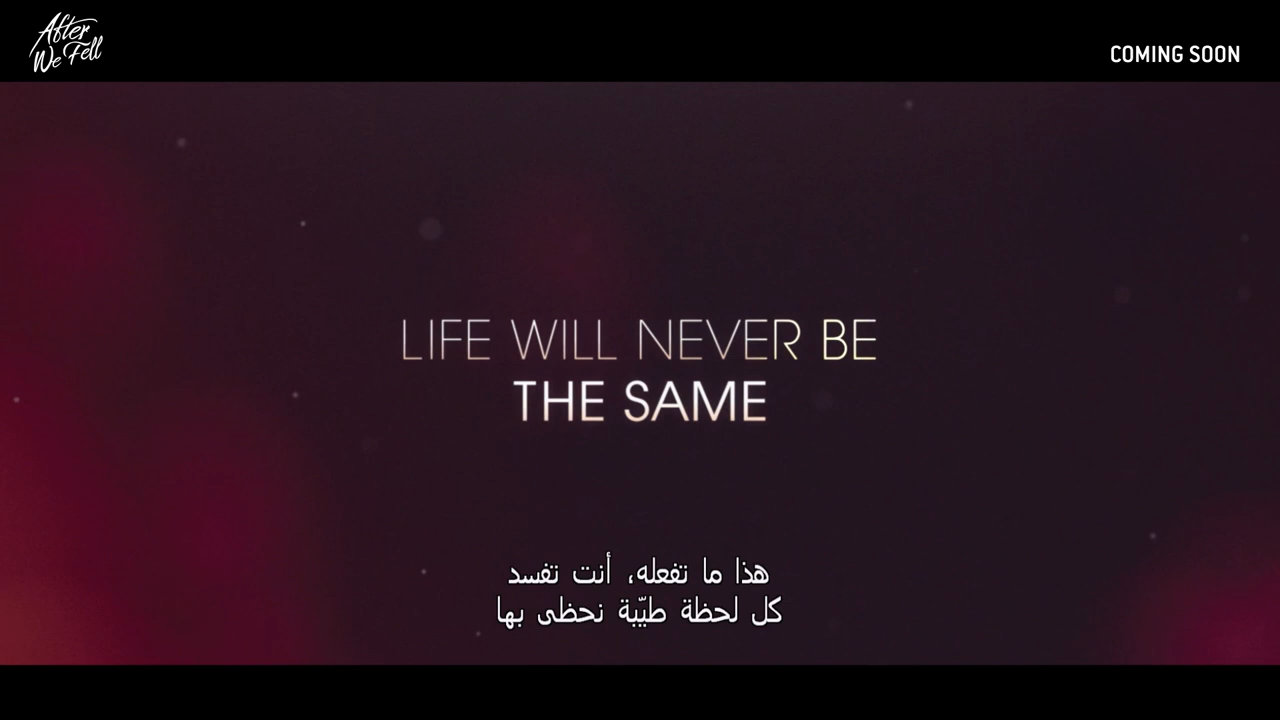 After
We Fell
COMING SOON
LIFE WILL NEVER BE
THE SAME
هذا ما تفعله، أنت تفسد
كل لحظة طيّبة نحظى بها